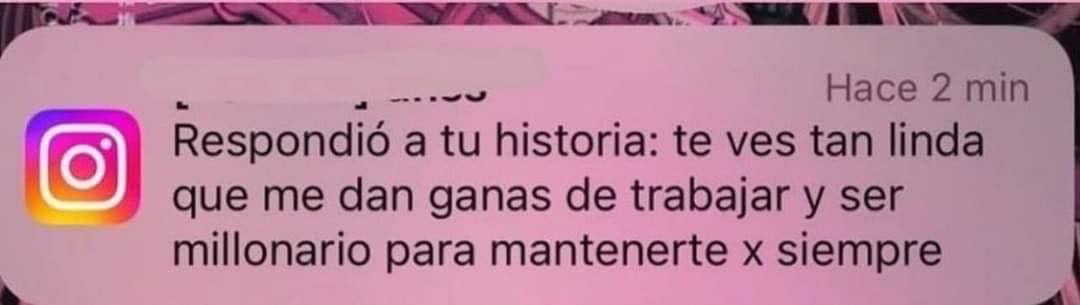 Hace 2 min
Respondió a tu historia: te ves tan linda
que me dan ganas de trabajar y ser
millonario para mantenerte x siempre